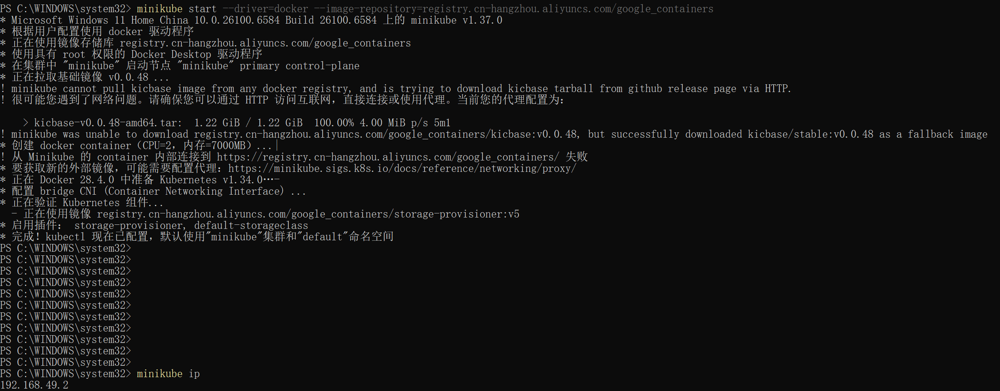 PS C:\WINDOWS\system32> minikube start --driver=docker --image-repository=registry.cn-hangzhou.aliyuncs.com/google_containers
* Microsoft Windows 11 Home China 10.0.26100.6584 Build 26100.6584 上的 minikube v1.37.0
* 根据用户配置使用 docker 驱动程序
* 正在使用镜像存储库 registry.cn-hangzhou.aliyuncs.com/google_containers
* 使用具有 root 权限的 Docker Desktop 驱动程序
* 在集群中 "minikube" 启动节点 "minikube" primary control-plane
* 正在拉取基础镜像 v0.0.48 ...
! minikube cannot pull kicbase image from any docker registry, and is trying to download kicbase tarball from github release page via HTTP.
! 很可能您遇到了网络问题。请确保您可以通过 HTTP 访问互联网，直接连接或使用代理。当前您的代理配置为：
    > kicbase-v0.0.48-amd64.tar:  1.22 GiB / 1.22 GiB  100.00% 4.00 MiB p/s 5m1
! minikube was unable to download registry.cn-hangzhou.aliyuncs.com/google_containers/kicbase:v0.0.48, but successfully downloaded kicbase/stable:v0.0.48 as a fallback image
* 创建 docker container（CPU=2，内存=7000MB）...|
! 从 Minikube 的 container 内部连接到 https://registry.cn-hangzhou.aliyuncs.com/google_containers/ 失败
* 要获取新的外部镜像，可能需要配置代理：https://minikube.sigs.k8s.io/docs/reference/networking/proxy/
* 正在 Docker 28.4.0 中准备 Kubernetes v1.34.0…-
* 配置 bridge CNI (Container Networking Interface) ...
* 正在验证 Kubernetes 组件...
  - 正在使用镜像 registry.cn-hangzhou.aliyuncs.com/google_containers/storage-provisioner:v5
* 启用插件： storage-provisioner, default-storageclass
* 完成！kubectl 现在已配置，默认使用"minikube"集群和"default"命名空间
PS C:\WINDOWS\system32>
PS C:\WINDOWS\system32>
PS C:\WINDOWS\system32>
PS C:\WINDOWS\system32>
PS C:\WINDOWS\system32>
PS C:\WINDOWS\system32>
PS C:\WINDOWS\system32>
PS C:\WINDOWS\system32>
PS C:\WINDOWS\system32>
PS C:\WINDOWS\system32>
PS C:\WINDOWS\system32>
PS C:\WINDOWS\system32> minikube ip
192.168.49.2